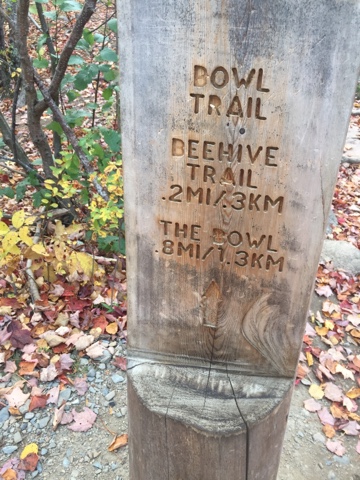 BOWL
TRAIL
BEEHIVE
TRAIL
.2MI/.3KM
THE BOWL
.8MI/1.3KM